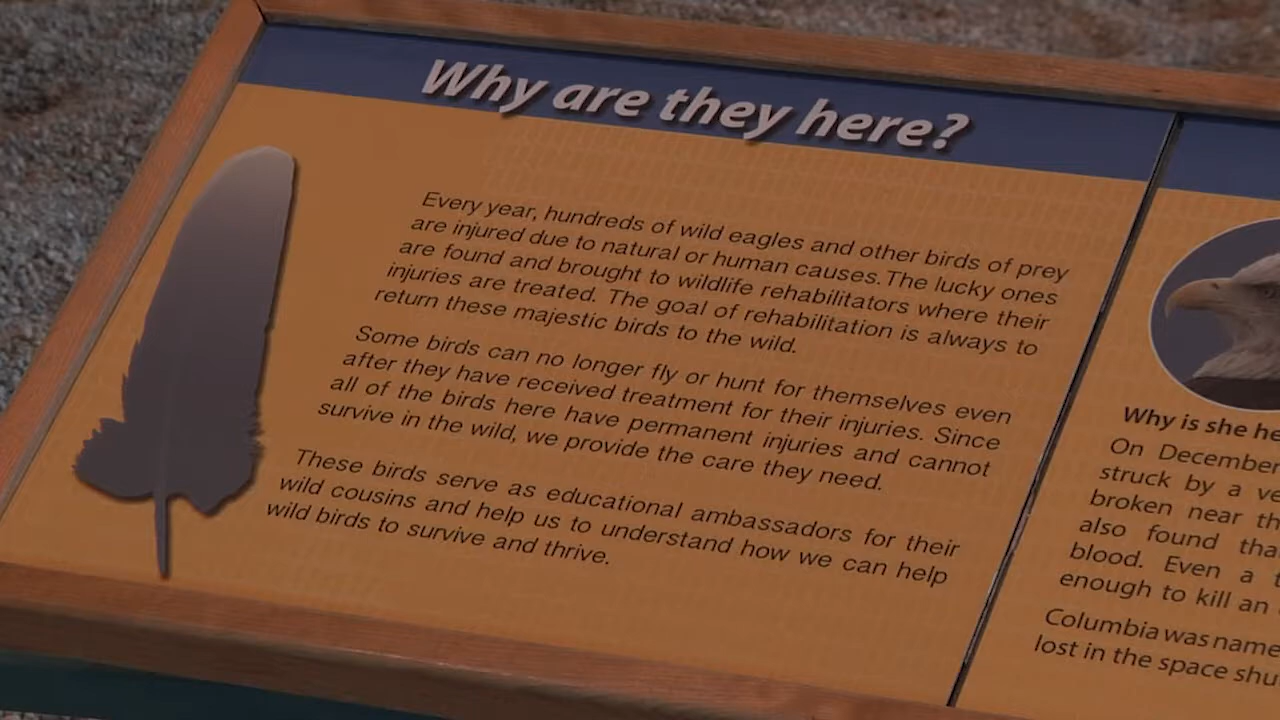 Why are they here?
Every year, hundreds of wild eagles and other birds of prey
are injured due to natural or human causes.The lucky ones
are found and brought to wildlife rehabilitators where their
injuries are treated. The goal of rehabilitation is always to
return these majestic birds to the wild.
Some birds can no longer fly or hunt for themselves even
after they have received treatment for their injuries. Since
all of the birds here have permanent injuries and cannot
survive in the wild, we provide the care they need.
These birds serve as educational ambassadors for their
wild cousins and help us to understand how we can help
wild birds to survive and thrive.
Why is she
On December
struck by a
broken near
also found
blood. Even a
enough to kill an
Columbia was
lost in the space